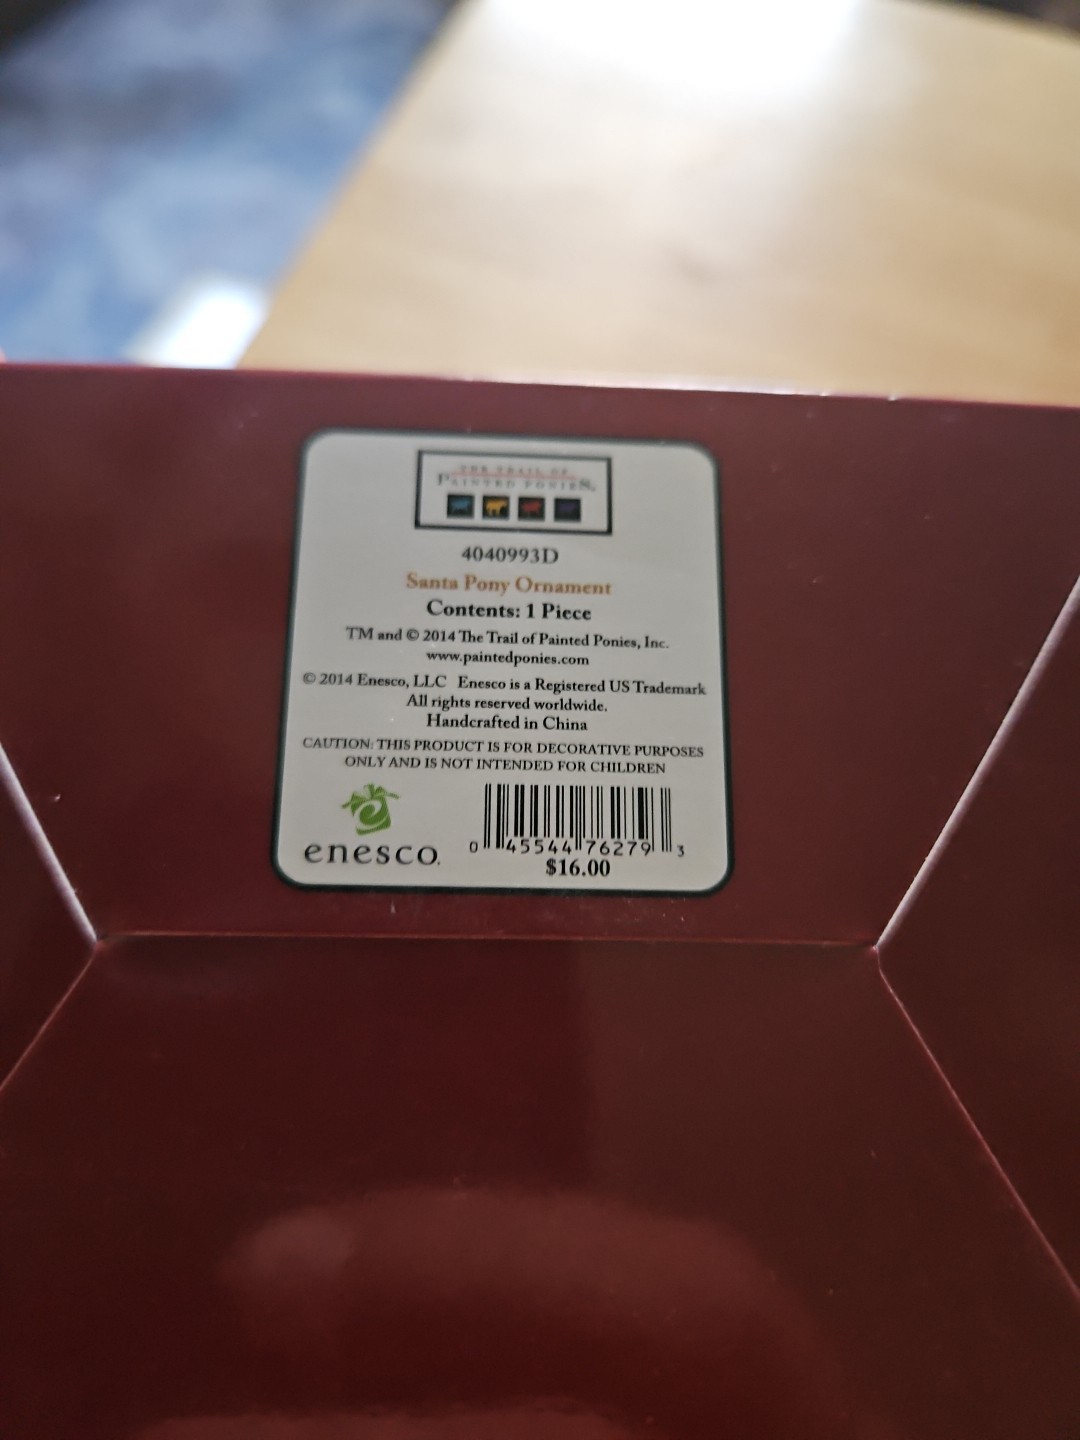 THE TRAIL OF
PAINTED PONIES®
4040993D
Santa Pony Ornament
Contents: 1 Piece
TM and © 2014 The Trail of Painted Ponies, Inc.
www.paintedponies.com
© 2014 Enesco, LLC Enesco is a Registered US Trademark
All rights reserved worldwide.
Handcrafted in China
CAUTION: THIS PRODUCT IS FOR DECORATIVE PURPOSES
ONLY AND IS NOT INTENDED FOR CHILDREN
enesco.
0 45544 76279 3
$16.00